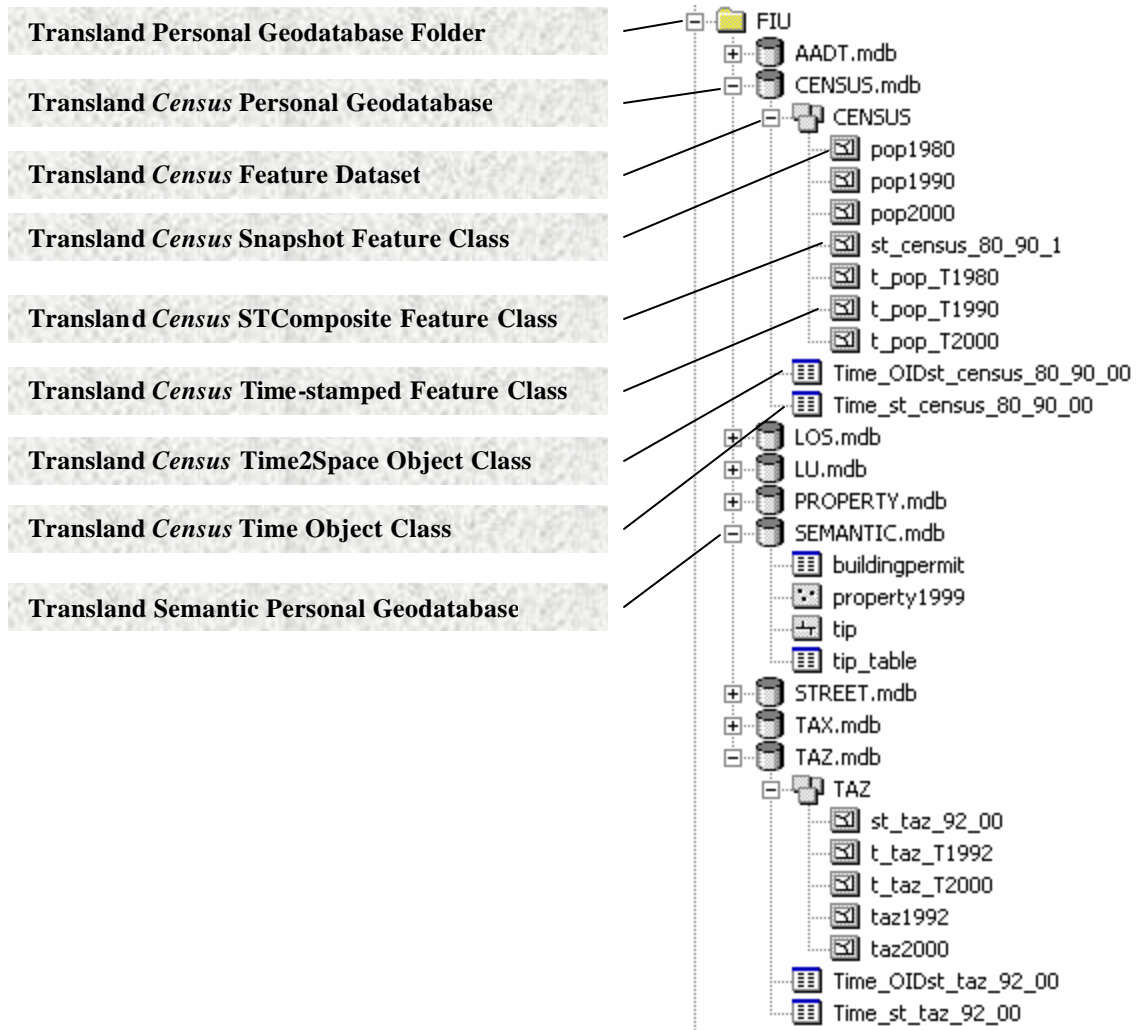 Transland Personal Geodatabase Folder
Transland Census Personal Geodatabase
Transland Census Feature Dataset
Transland Census Snapshot Feature Class
Transland Census STComposite Feature Class
Transland Census Time-stamped Feature Class
Transland Census Time2Space Object Class
Transland Census Time Object Class
Transland Semantic Personal Geodatabase
FIU
AADT.mdb
CENSUS.mdb
CENSUS
pop1980
pop1990
pop2000
st_census_80_90_1
t_pop_T1980
t_pop_T1990
t_pop_T2000
Time_OIDst_census_80_90_00
Time_st_census_80_90_00
LOS.mdb
LU.mdb
PROPERTY.mdb
SEMANTIC.mdb
buildingpermit
property1999
tip
tip_table
STREET.mdb
TAX.mdb
TAZ.mdb
TAZ
st_taz_92_00
t_taz_T1992
t_taz_T2000
taz1992
taz2000
Time_OIDst_taz_92_00
Time_st_taz_92_00